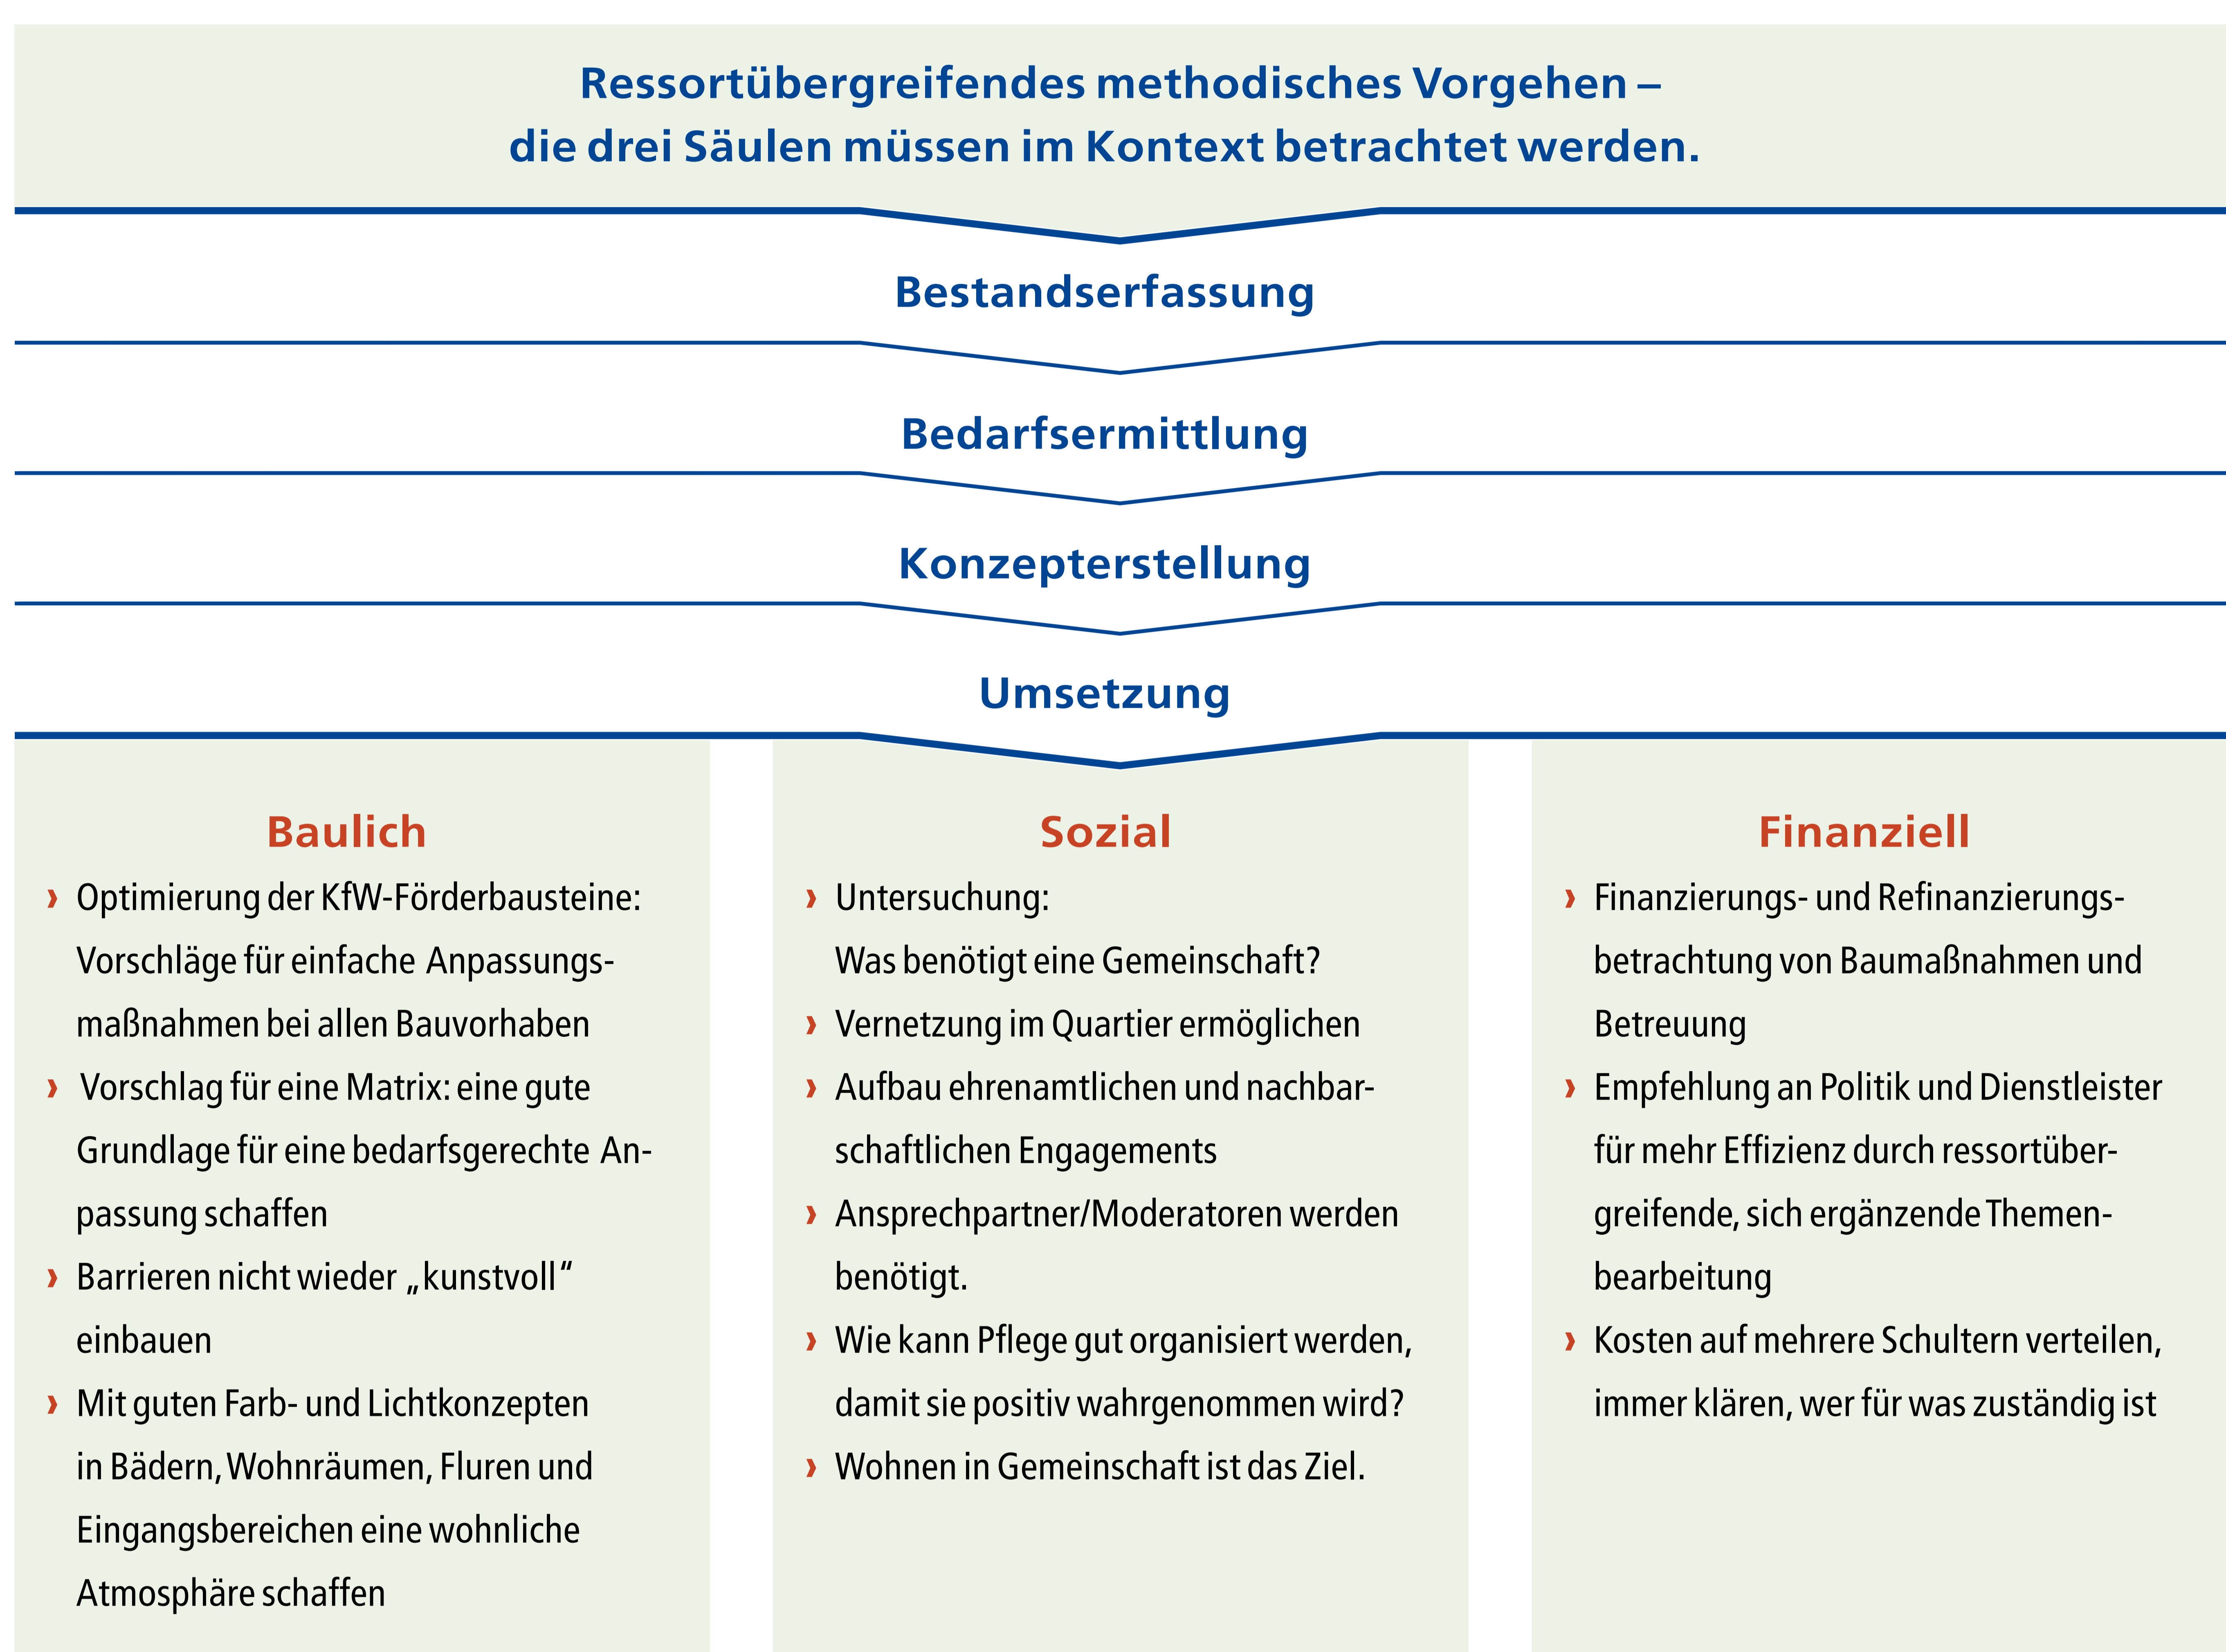 Ressortübergreifendes methodisches Vorgehen –
die drei Säulen müssen im Kontext betrachtet werden.
Bestandserfassung
Bedarfsermittlung
Konzepterstellung
Umsetzung
Baulich
› Optimierung der KfW-Förderbausteine:
Vorschläge für einfache Anpassungs-
maßnahmen bei allen Bauvorhaben
› Vorschlag für eine Matrix: eine gute
Grundlage für eine bedarfsgerechte An-
passung schaffen
› Barrieren nicht wieder „kunstvoll“
einbauen
› Mit guten Farb- und Lichtkonzepten
in Bädern, Wohnräumen, Fluren und
Eingangsbereichen eine wohnliche
Atmosphäre schaffen
Sozial
› Untersuchung:
Was benötigt eine Gemeinschaft?
› Vernetzung im Quartier ermöglichen
› Aufbau ehrenamtlichen und nachbar-
schaftlichen Engagements
› Ansprechpartner/Moderatoren werden
benötigt.
› Wie kann Pflege gut organisiert werden,
damit sie positiv wahrgenommen wird?
› Wohnen in Gemeinschaft ist das Ziel.
Finanziell
› Finanzierungs- und Refinanzierungs-
betrachtung von Baumaßnahmen und
Betreuung
› Empfehlung an Politik und Dienstleister
für mehr Effizienz durch ressortüber-
greifende, sich ergänzende Themen-
bearbeitung
› Kosten auf mehrere Schultern verteilen,
immer klären, wer für was zuständig ist